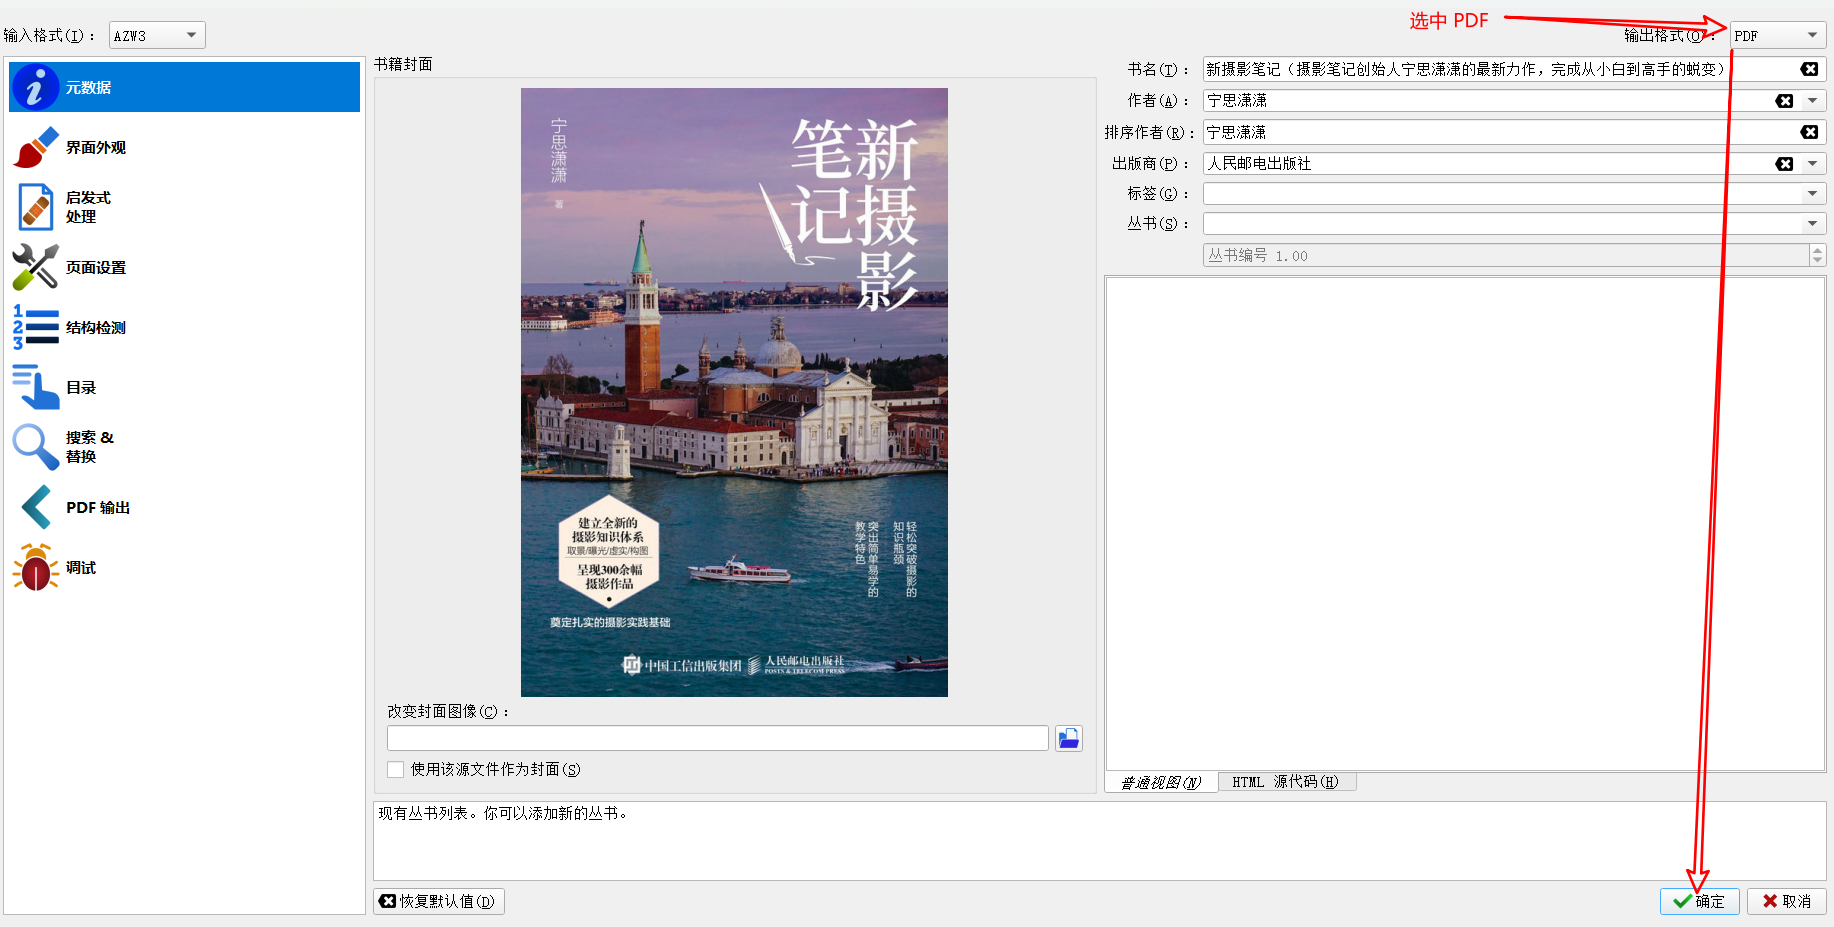 选中 PDF
输入格式(I)：
AZW3
输出格式(O)：
PDF
元数据
界面外观
启发式
处理
页面设置
结构检测
目录
搜索 &
替换
PDF 输出
调试
书籍封面
宁思潇潇 著
新摄影
笔记
建立全新的
摄影知识体系
取景/曝光/虚实/构图
呈现300余幅
摄影作品
奠定扎实的摄影实践基础
轻松突破摄影的
知识瓶颈
突出简单易学的
教学特色
中国工信出版集团
人民邮电出版社
POSTS & TELECOM PRESS
改变封面图像(C)：
使用该源文件作为封面(S)
书名(T)：
新摄影笔记（摄影笔记创始人宁思潇潇的最新力作，完成从小白到高手的蜕变）
作者(A)：
宁思潇潇
排序作者(R)：
宁思潇潇
出版商(P)：
人民邮电出版社
标签(G)：
丛书(S)：
丛书编号 1.00
普通视图(N)
HTML 源代码(H)
现有丛书列表。你可以添加新的丛书。
恢复默认值(D)
确定
取消